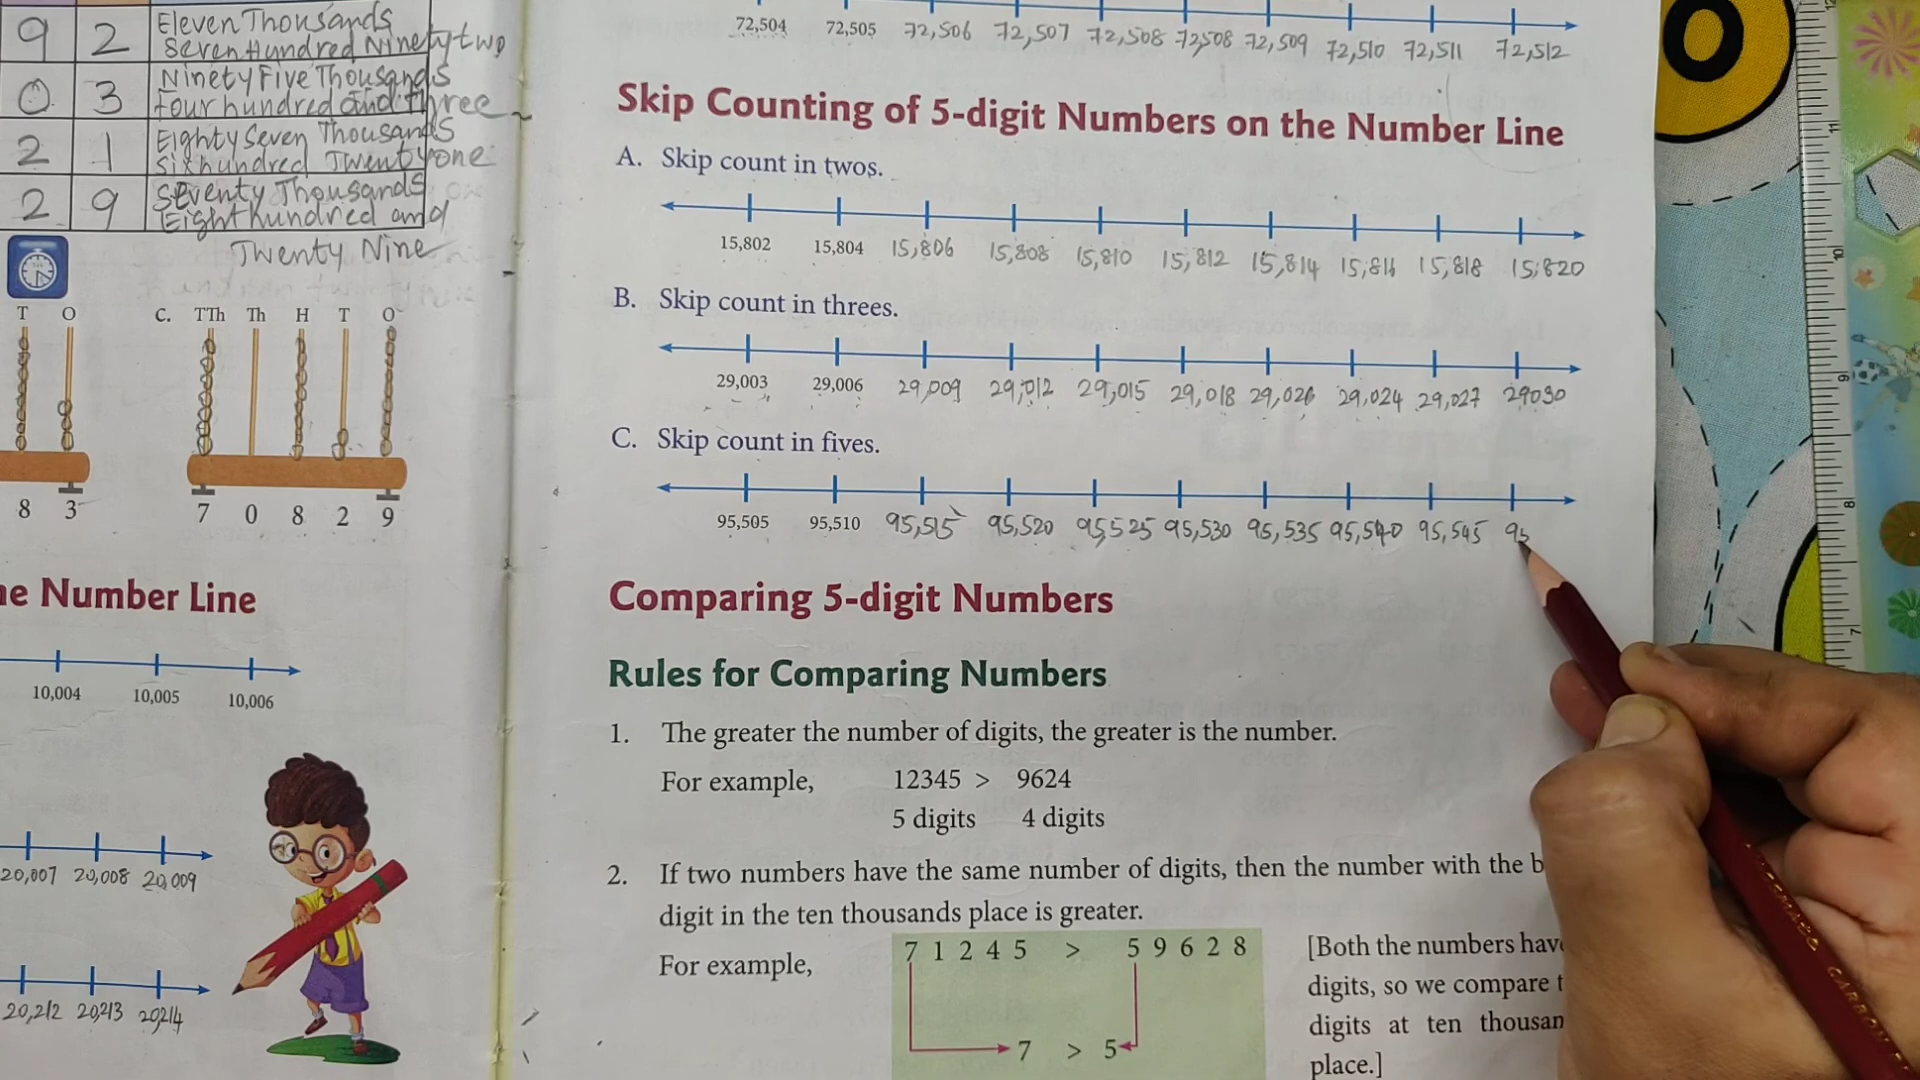 9 2 Eleven Thousands
Seven Hundred Ninety two
0 3 Ninety Five Thousands
four hundred and Three
2 1 Eighty Seven Thousands
Six hundred Twenty one
2 9 Seventy Thousands
Eight hundred and
Twenty Nine
T O
8 3
C. TTh Th H T O
7 0 8 2 9
ne Number Line
10,004 10,005 10,006
20,007 20,008 20,009
20,212 20,213 20,214
72,504 72,505 72,506 72,507 72,508 72,508 72,509 72,510 72,511 72,512
Skip Counting of 5-digit Numbers on the Number Line
A. Skip count in twos.
15,802 15,804 15,806 15,808 15,810 15,812 15,814 15,816 15,818 15,820
B. Skip count in threes.
29,003 29,006 29,009 29,012 29,015 29,018 29,024 29,027 29030
C. Skip count in fives.
95,505 95,510 95,515 95,520 95,525 95,530 95,535 95,540 95,545 95
Comparing 5-digit Numbers
Rules for Comparing Numbers
1. The greater the number of digits, the greater is the number.
For example, 12345 > 9624
5 digits 4 digits
2. If two numbers have the same number of digits, then the number with the b
digit in the ten thousands place is greater.
For example,
7 1 2 4 5 > 5 9 6 2 8
7 > 5
[Both the numbers have
digits, so we compare t
digits at ten thousan
place.]
11
10
9
8
7